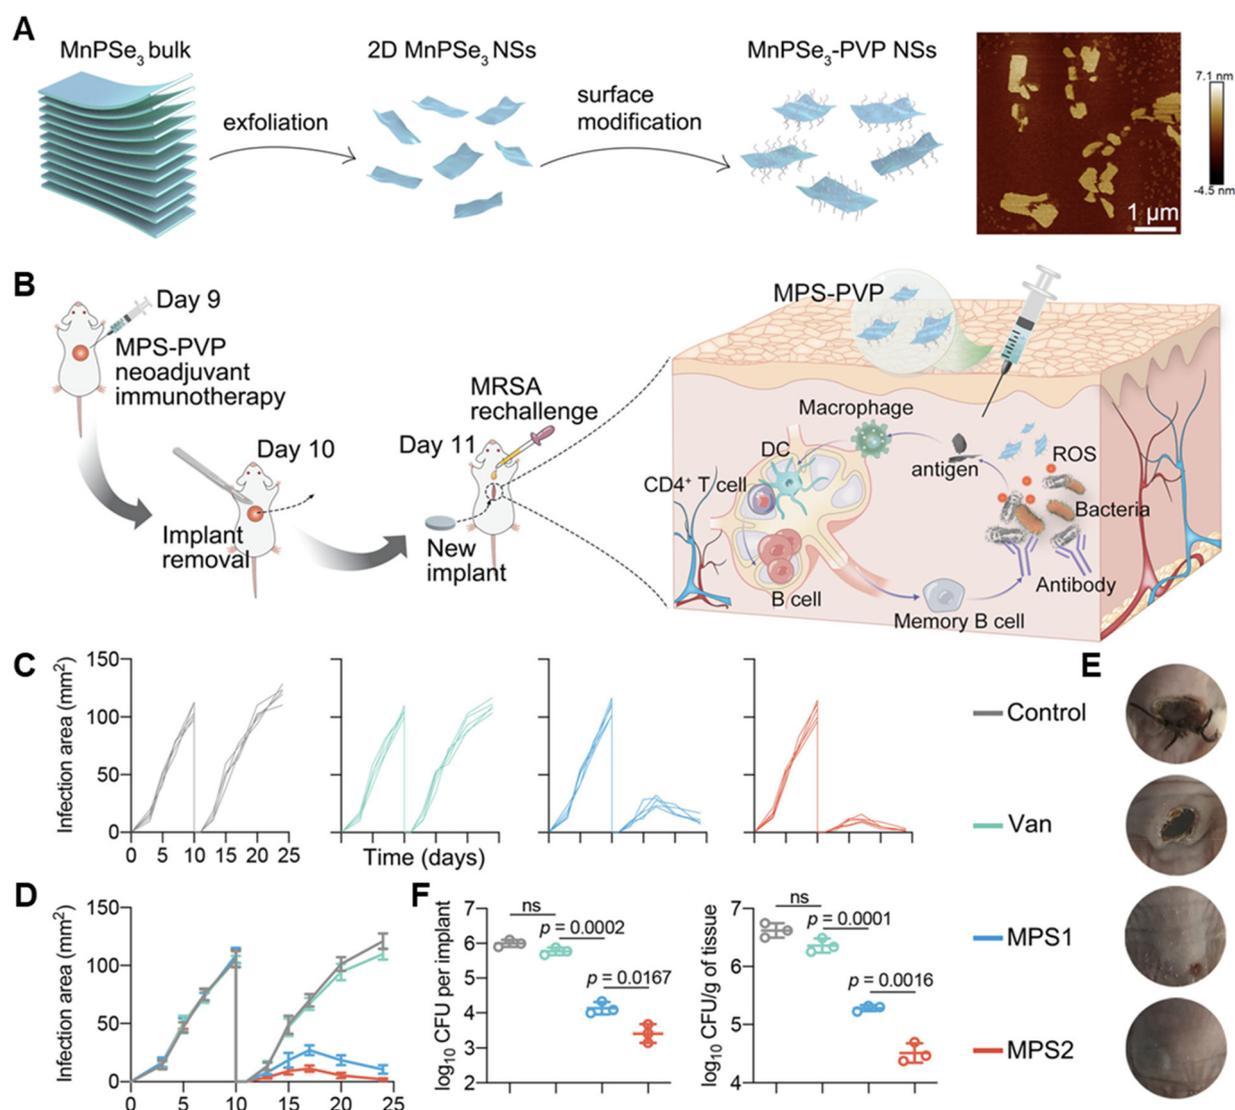 A
MnPSe3 bulk
exfoliation
2D MnPSe3 NSs
surface
modification
MnPSe3-PVP NSs
7.1 nm
-4.5 nm
1 μm
B
Day 9
MPS-PVP
neoadjuvant
immunotherapy
Day 10
Implant
removal
MRSA
rechallenge
Day 11
New
implant
MPS-PVP
Macrophage
DC
CD4+ T cell
B cell
antigen
ROS
Bacteria
Antibody
Memory B cell
C
Infection area (mm2)
150
100
50
0
0 5 10 15 20 25
Time (days)
Control
Van
MPS1
MPS2
E
D
Infection area (mm2)
150
100
50
0
0 5 10 15 20 25
F
log10 CFU per implant
7
6
5
4
3
2
ns
p = 0.0002
p = 0.0167
log10 CFU/g of tissue
7
6
5
4
ns
p = 0.0001
p = 0.0016